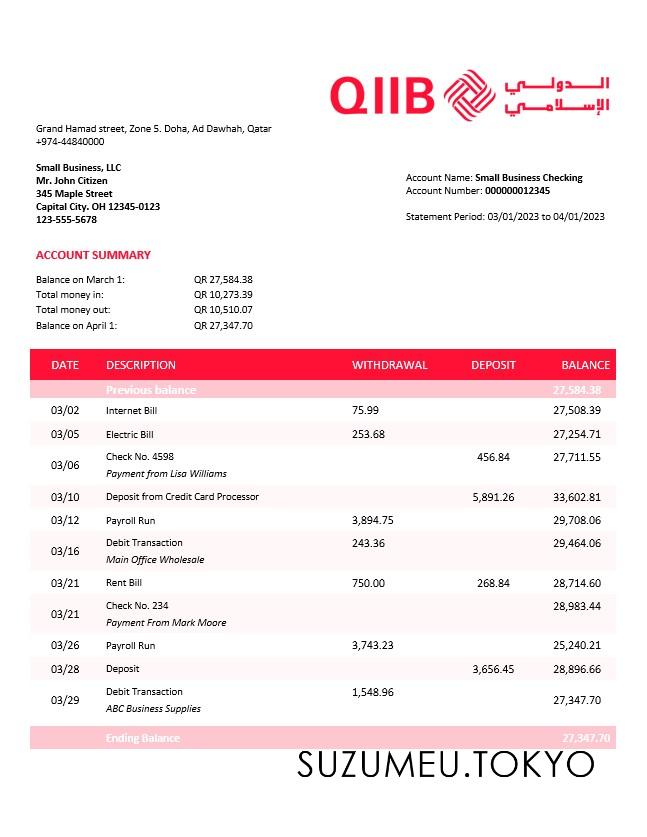 QIIB الدولي
الإسلامي
Grand Hamad street, Zone 5. Doha, Ad Dawhah, Qatar
+974-44840000
Small Business, LLC
Mr. John Citizen
345 Maple Street
Capital City. OH 12345-0123
123-555-5678
Account Name: Small Business Checking
Account Number: 000000012345
Statement Period: 03/01/2023 to 04/01/2023
ACCOUNT SUMMARY
Balance on March 1: QR 27,584.38
Total money in: QR 10,273.39
Total money out: QR 10,510.07
Balance on April 1: QR 27,347.70
DATE DESCRIPTION WITHDRAWAL DEPOSIT BALANCE
Previous balance 27,584.38
03/02 Internet Bill 75.99 27,508.39
03/05 Electric Bill 253.68 27,254.71
03/06 Check No. 4598 456.84 27,711.55
Payment from Lisa Williams
03/10 Deposit from Credit Card Processor 5,891.26 33,602.81
03/12 Payroll Run 3,894.75 29,708.06
03/16 Debit Transaction 243.36 29,464.06
Main Office Wholesale
03/21 Rent Bill 750.00 268.84 28,714.60
03/21 Check No. 234 28,983.44
Payment From Mark Moore
03/26 Payroll Run 3,743.23 25,240.21
03/28 Deposit 3,656.45 28,896.66
03/29 Debit Transaction 1,548.96 27,347.70
ABC Business Supplies
Ending Balance 27,347.70
SUZUMEU.TOKYO